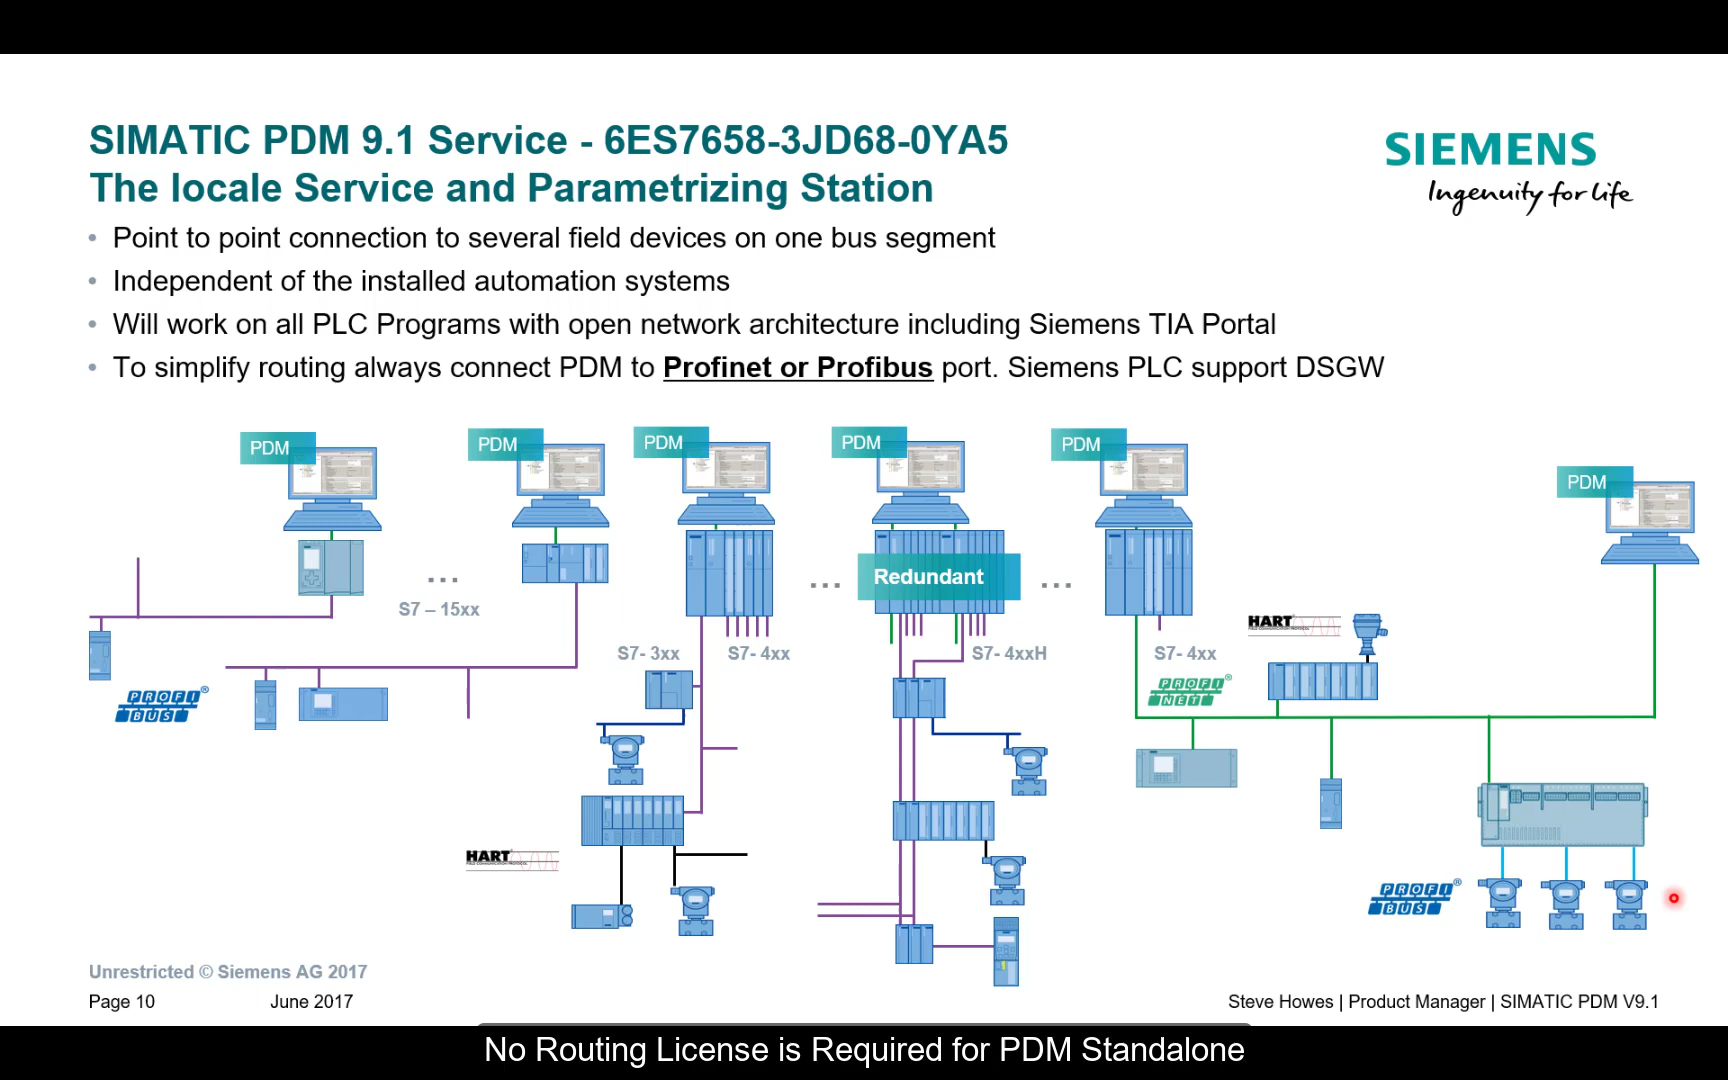 SIMATIC PDM 9.1 Service - 6ES7658-3JD68-0YA5
The locale Service and Parametrizing Station
SIEMENS
Ingenuity for life
• Point to point connection to several field devices on one bus segment
• Independent of the installed automation systems
• Will work on all PLC Programs with open network architecture including Siemens TIA Portal
• To simplify routing always connect PDM to Profinet or Profibus port. Siemens PLC support DSGW
PDM
PDM
PDM
PDM
PDM
PDM
...
S7 – 15xx
...
Redundant
...
S7- 3xx
S7- 4xx
S7- 4xxH
S7- 4xx
HART
PROFI
BUS
PROFI
NET
HART
PROFI
BUS
Unrestricted © Siemens AG 2017
Page 10
June 2017
Steve Howes | Product Manager | SIMATIC PDM V9.1
No Routing License is Required for PDM Standalone